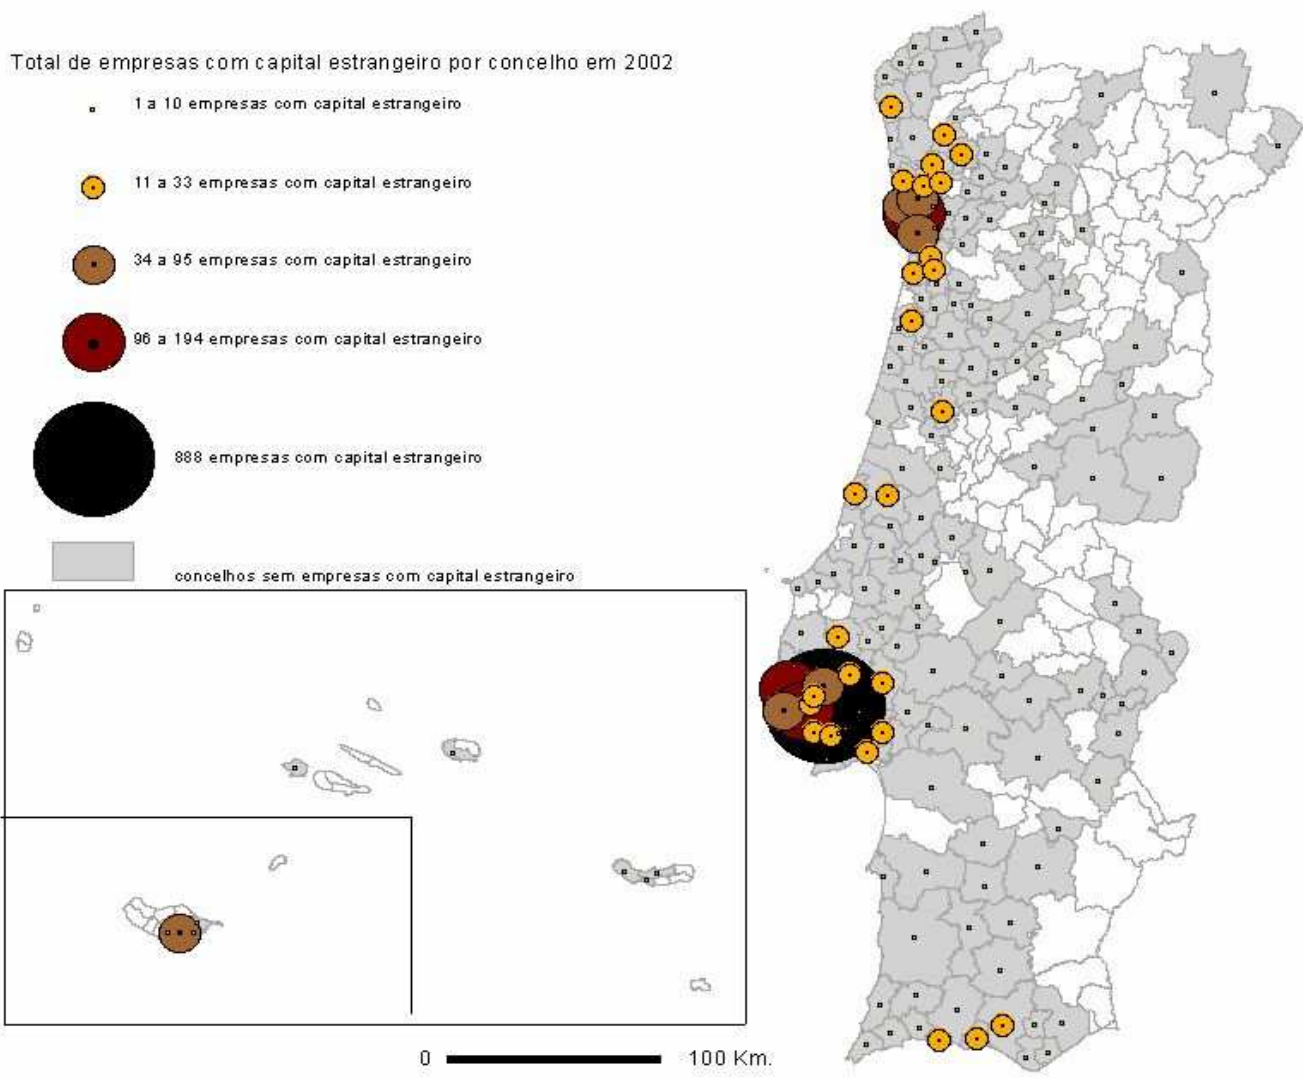 Total de empresas com capital estrangeiro por concelho em 2002
1 a 10 empresas com capital estrangeiro
11 a 33 empresas com capital estrangeiro
34 a 95 empresas com capital estrangeiro
96 a 194 empresas com capital estrangeiro
888 empresas com capital estrangeiro
concelhos sem empresas com capital estrangeiro
0 100 Km.